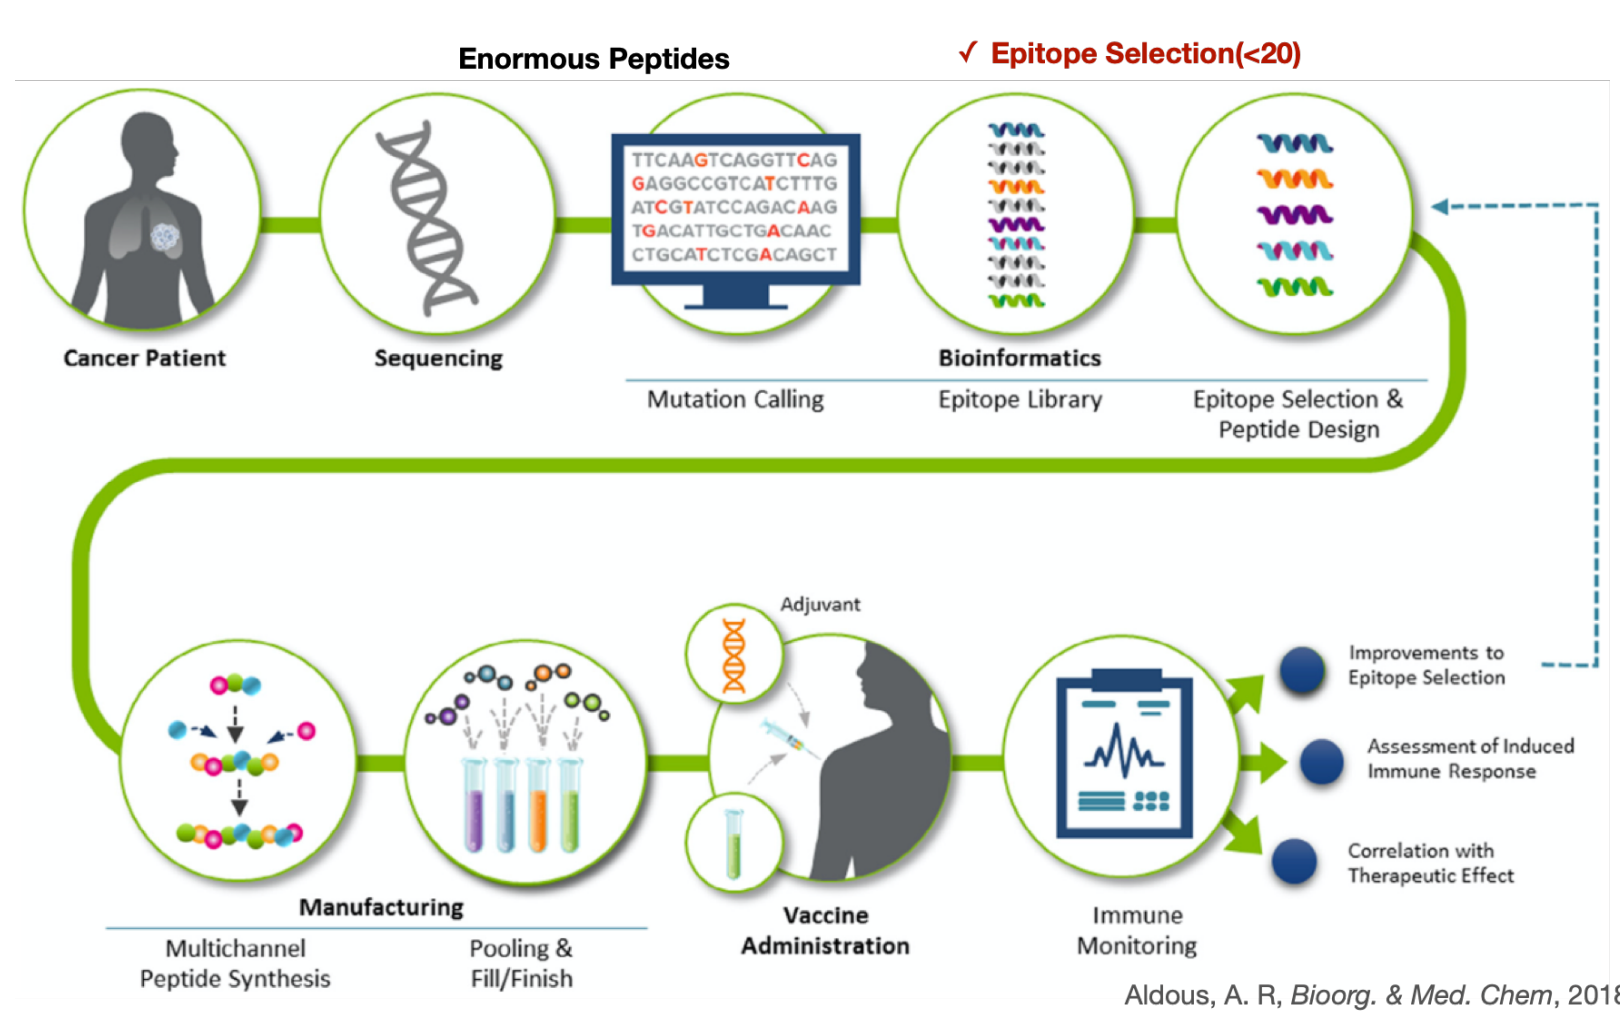 Enormous Peptides
✓ Epitope Selection(<20)
TTCAAGTCAGGTTCAG
GAGGCCGTCATCTTTG
ATCGTATCCAGACAAG
TGACATTGCTGACAAC
CTGCATCTCGACAGCT
Cancer Patient
Sequencing
Bioinformatics
Mutation Calling
Epitope Library
Epitope Selection &
Peptide Design
Adjuvant
Improvements to
Epitope Selection
Assessment of Induced
Immune Response
Correlation with
Therapeutic Effect
Manufacturing
Multichannel
Peptide Synthesis
Pooling &
Fill/Finish
Vaccine
Administration
Immune
Monitoring
Aldous, A. R, Bioorg. & Med. Chem, 2018